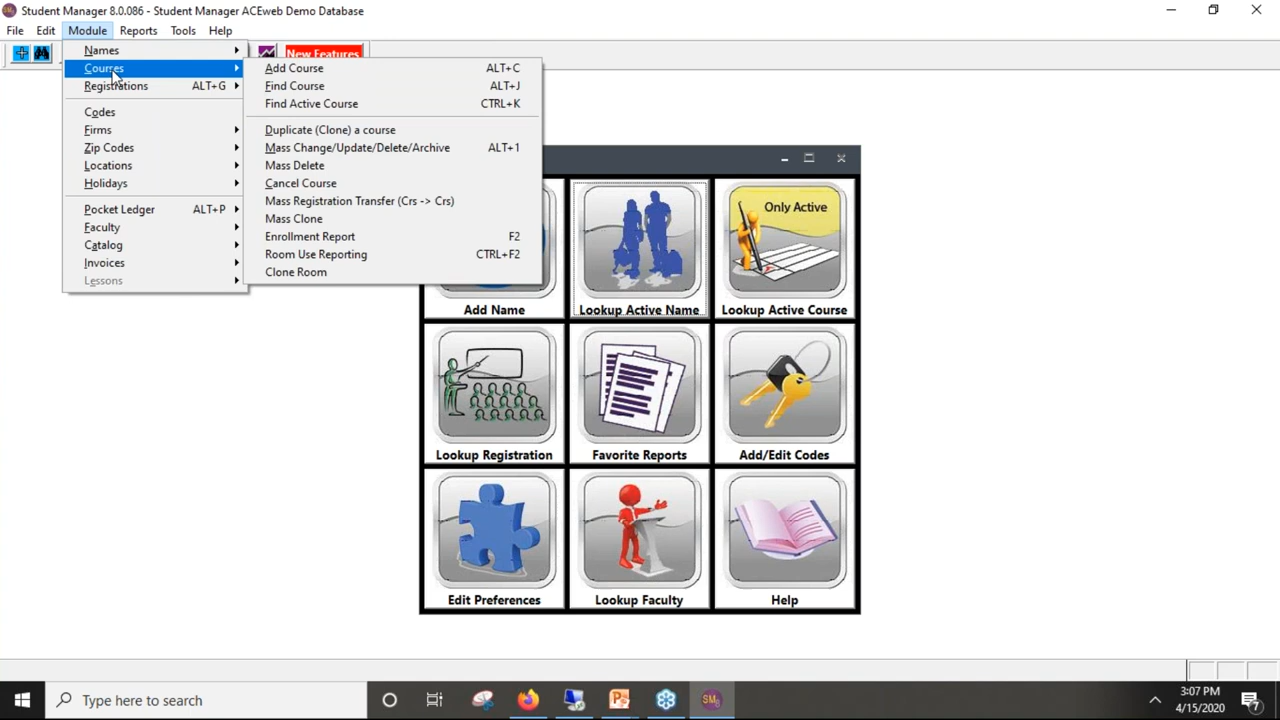 Student Manager 8.0.086 - Student Manager ACEweb Demo Database
File Edit Module Reports Tools Help
New Features
Names
Courses
Registrations ALT+G
Codes
Firms
Zip Codes
Locations
Holidays
Pocket Ledger ALT+P
Faculty
Catalog
Invoices
Lessons
Add Course ALT+C
Find Course ALT+J
Find Active Course CTRL+K
Duplicate (Clone) a course
Mass Change/Update/Delete/Archive ALT+1
Mass Delete
Cancel Course
Mass Registration Transfer (Crs -> Crs)
Mass Clone
Enrollment Report F2
Room Use Reporting CTRL+F2
Clone Room
Only Active
Add Name Lookup Active Name Lookup Active Course
Lookup Registration Favorite Reports Add/Edit Codes
Edit Preferences Lookup Faculty Help
Type here to search
3:07 PM
4/15/2020
7